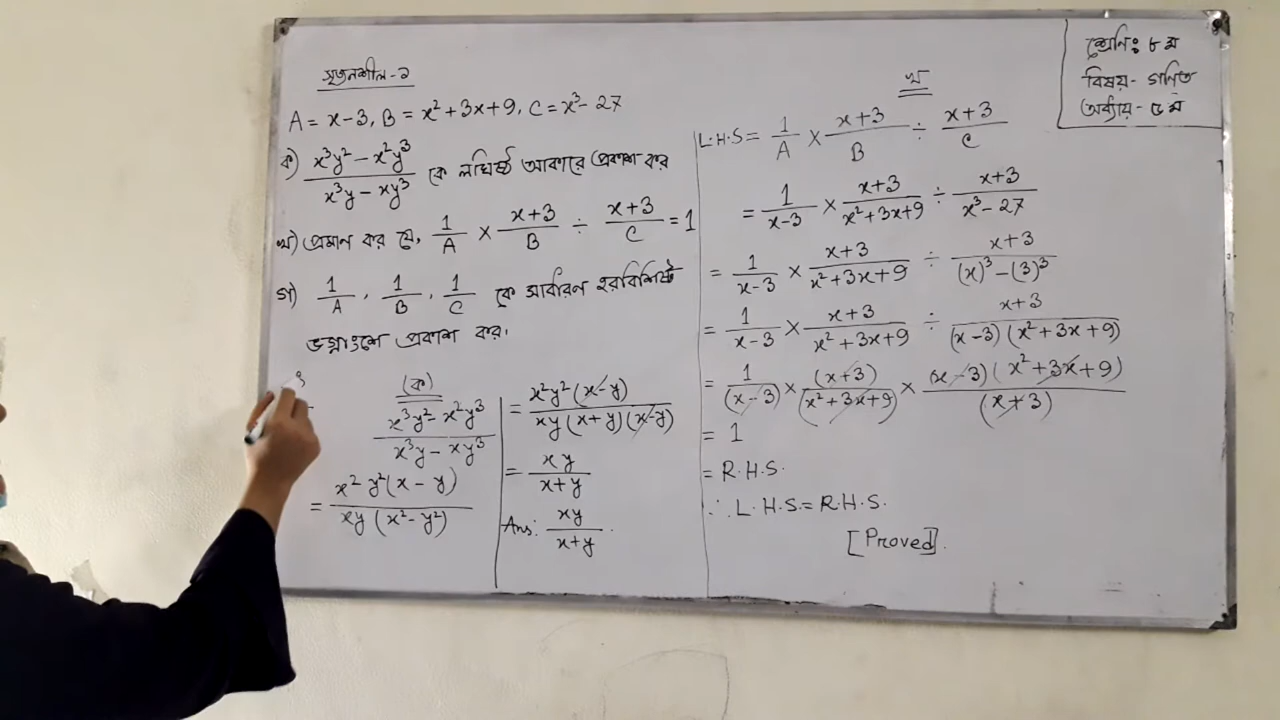 সৃজনশীল-১
A = x-3, B = x² + 3x + 9, C = x³ - 27
ক) (x³y² - x²y³)/(x³y - xy³) কে লঘিষ্ঠ আকারে প্রকাশ কর
খ) প্রমান কর যে, 1/A × (x+3)/B ÷ (x+3)/C = 1
গ) 1/A, 1/B, 1/C কে সাধারন হরবিশিষ্ট
ভগ্নাংশে প্রকাশ কর।
(ক)
(x³y² - x²y³)/(x³y - xy³)
= (x²y²(x - y))/(xy(x² - y²))
= (x²y²(x-y))/(xy(x+y)(x-y))
= xy/(x+y)
Ans: xy/(x+y).
খ
L.H.S = 1/A × (x+3)/B ÷ (x+3)/C
= 1/(x-3) × (x+3)/(x²+3x+9) ÷ (x+3)/(x³-27)
= 1/(x-3) × (x+3)/(x²+3x+9) ÷ (x+3)/((x)³-(3)³)
= 1/(x-3) × (x+3)/(x²+3x+9) ÷ (x+3)/((x-3)(x²+3x+9))
= 1/(x-3) × (x+3)/(x²+3x+9) × ((x-3)(x²+3x+9))/(x+3)
= 1
= R.H.S.
∴ L.H.S. = R.H.S.
[Proved].
শ্রেনি: ৮ম
বিষয়- গণিত
অধ্যায়- ৫ম